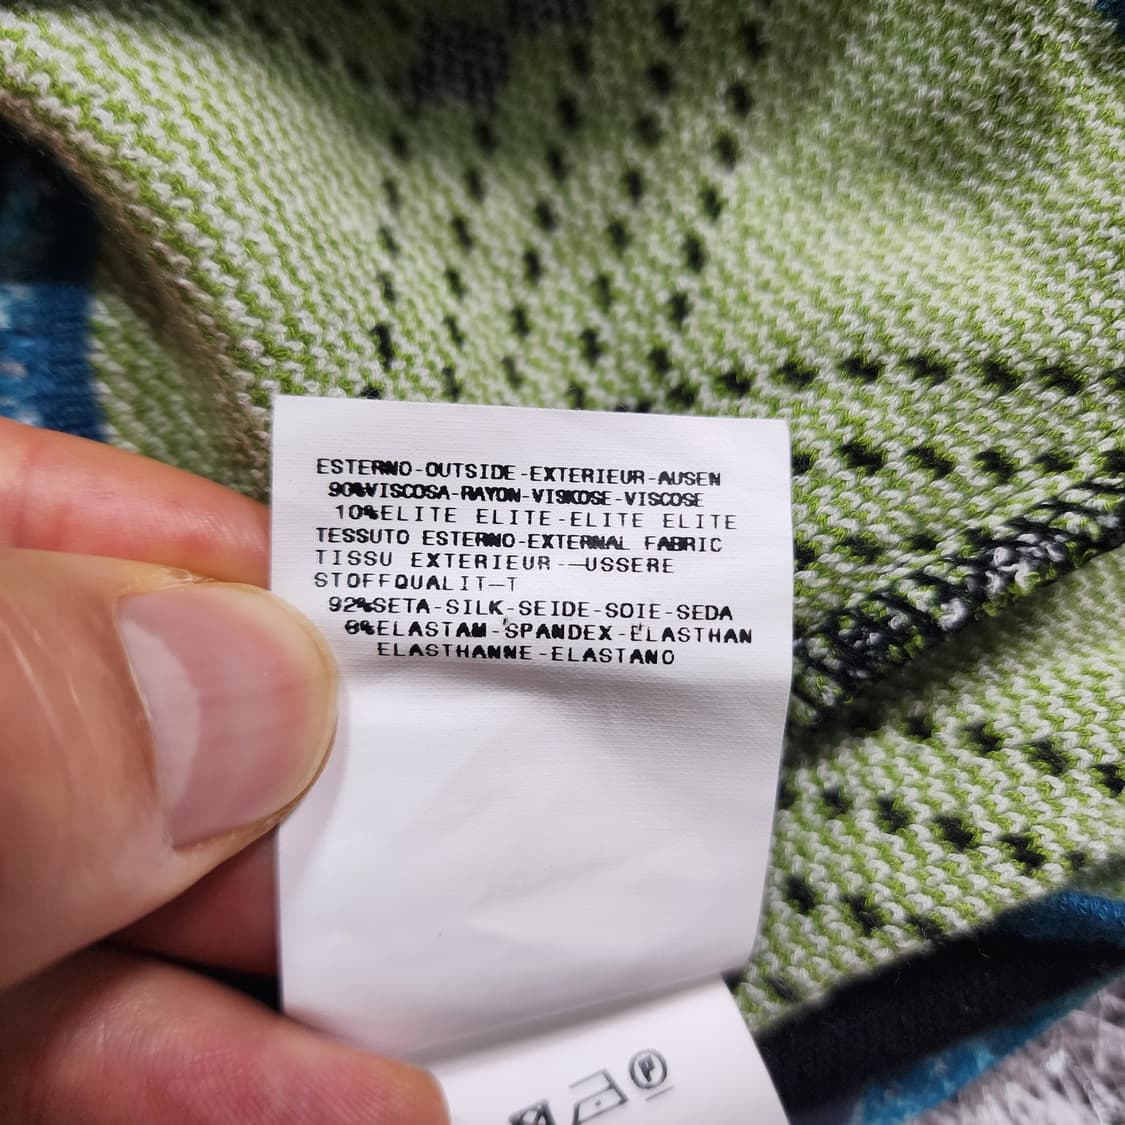 ESTERNO-OUTSIDE-EXTERIEUR-AUSEN
90%VISCOSA-RAYON-VISKOSE-VISCOSE
10%ELITE ELITE-ELITE ELITE
TESSUTO ESTERNO-EXTERNAL FABRIC
TISSU EXTERIEUR--—USSERE
STOFFQUALIT—T
92%SETA-SILK-SEIDE-SOIE-SEDA
8%ELASTAM-SPANDEX-ELASTHAN
ELASTHANNE-ELASTANO
P